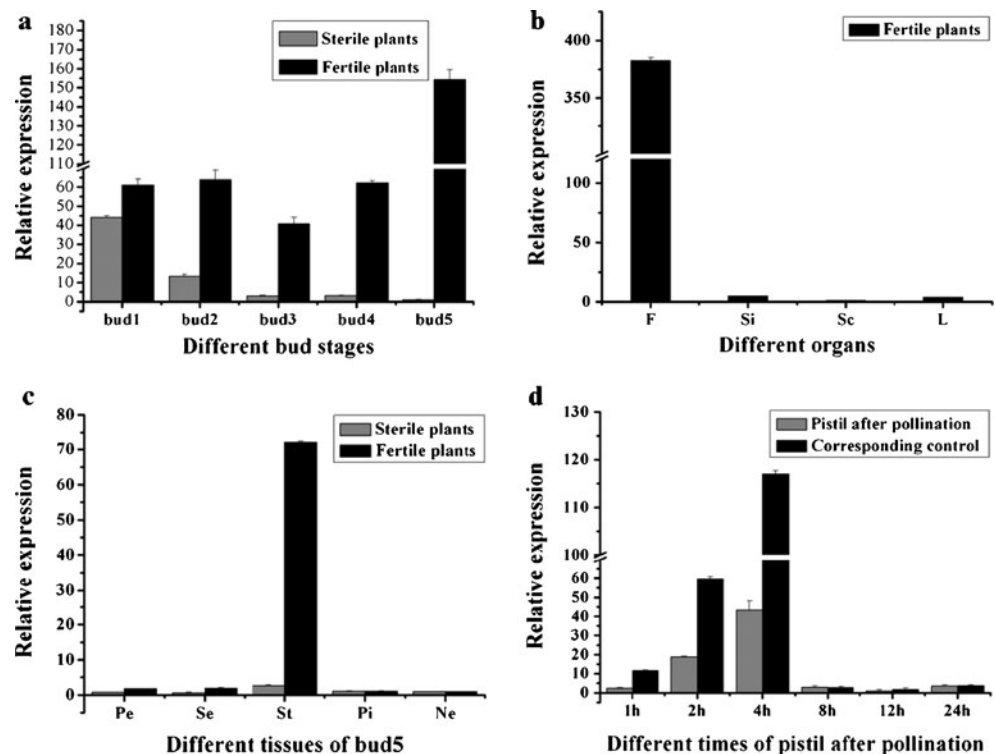 a
Relative expression
180
170
160
150
140
130
120
110
60
50
40
30
20
10
0
Sterile plants
Fertile plants
bud1 bud2 bud3 bud4 bud5
Different bud stages
b
Relative expression
400
350
100
50
0
Fertile plants
F Si Sc L
Different organs
c
Relative expression
80
70
60
50
40
30
20
10
0
Sterile plants
Fertile plants
Pe Se St Pi Ne
Different tissues of bud5
d
Relative expression
130
120
110
100
60
50
40
30
20
10
0
Pistil after pollination
Corresponding control
1h 2h 4h 8h 12h 24h
Different times of pistil after pollination